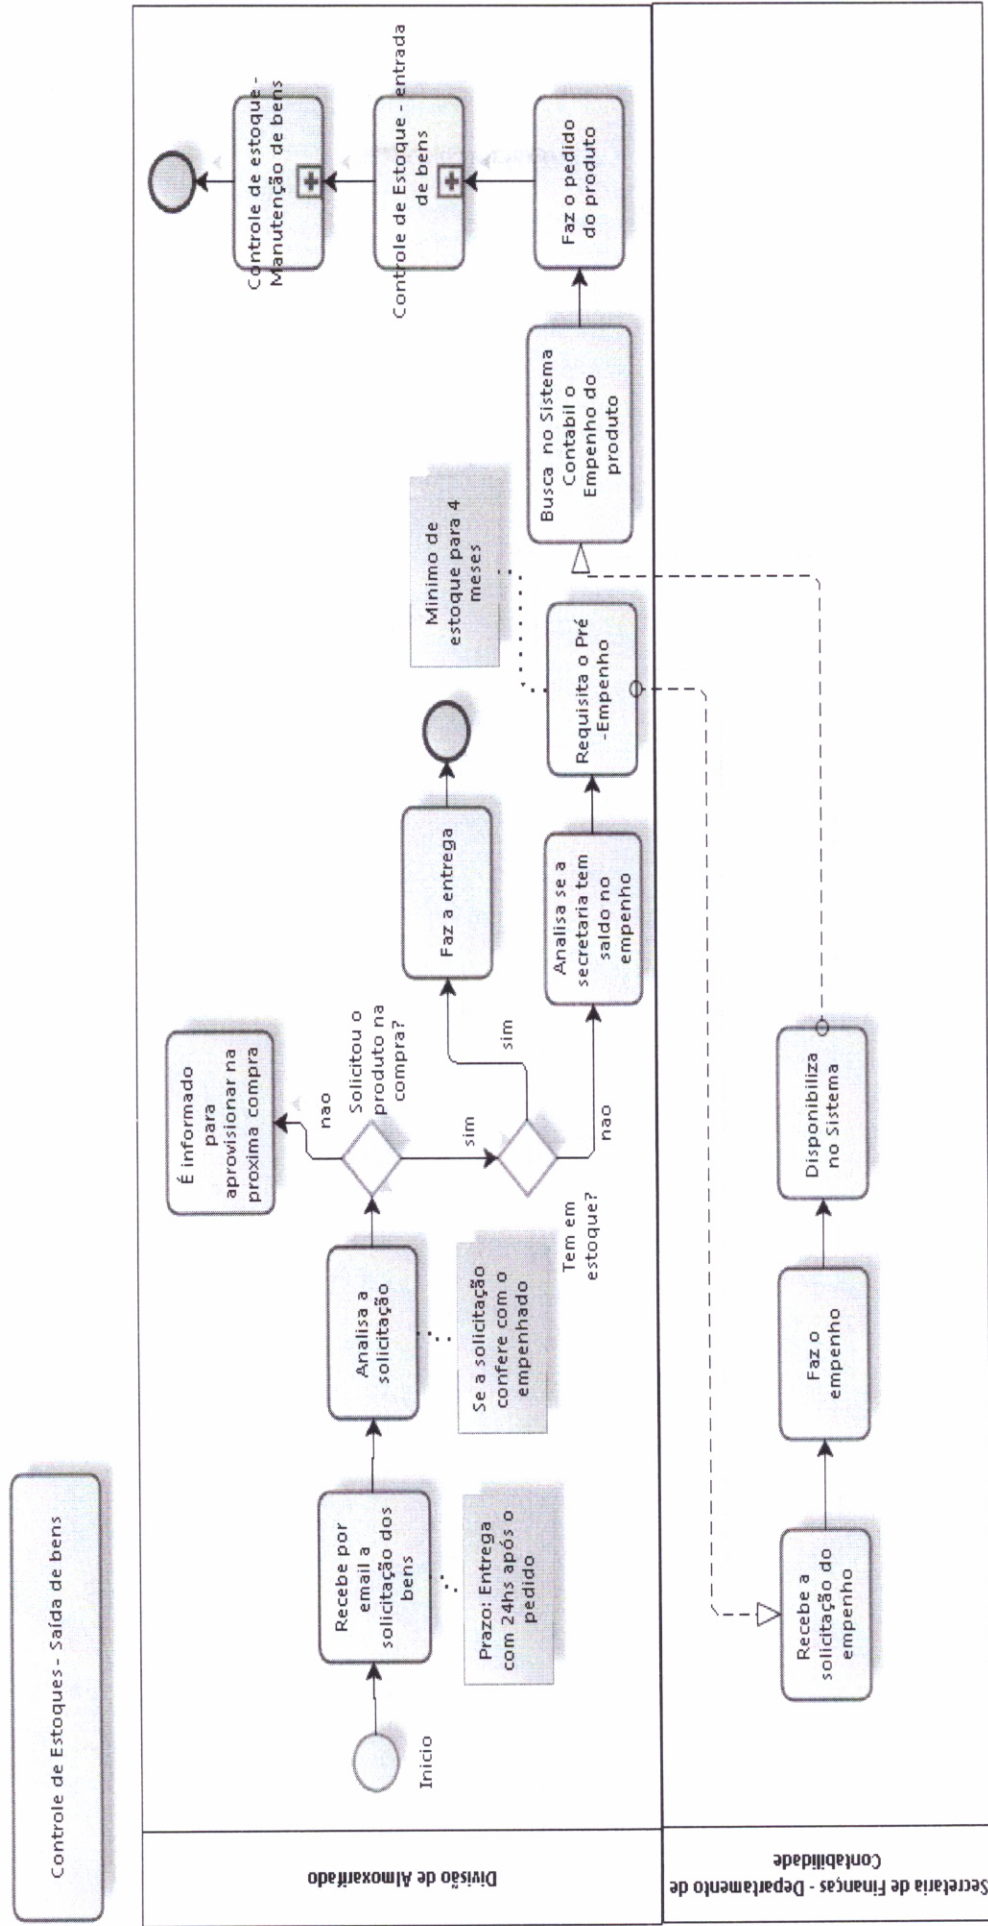 Controle de Estoques - Saída de bens
Divisão de Almoxarifado
Inicio
Recebe por
email a
solicitação dos
bens
Prazo: Entrega
com 24hs após o
pedido
Analisa a
solicitação
Se a solicitação
confere com o
empenhado
Solicitou o
produto na
compra?
nao
É informado
para
aprovisionar na
proxima compra
sim
Tem em
estoque?
sim
Faz a entrega
nao
Analisa se a
secretaria tem
saldo no
empenho
Requisita o Pré
-Empenho
Minimo de
estoque para 4
meses
Busca no Sistema
Contabil o
Empenho do
produto
Faz o pedido
do produto
Controle de Estoque - entrada
de bens
Controle de estoque -
Manutenção de bens
Secretaria de Finanças - Departamento de
Contabilidade
Recebe a
solicitação do
empenho
Faz o
empenho
Disponibiliza
no Sistema